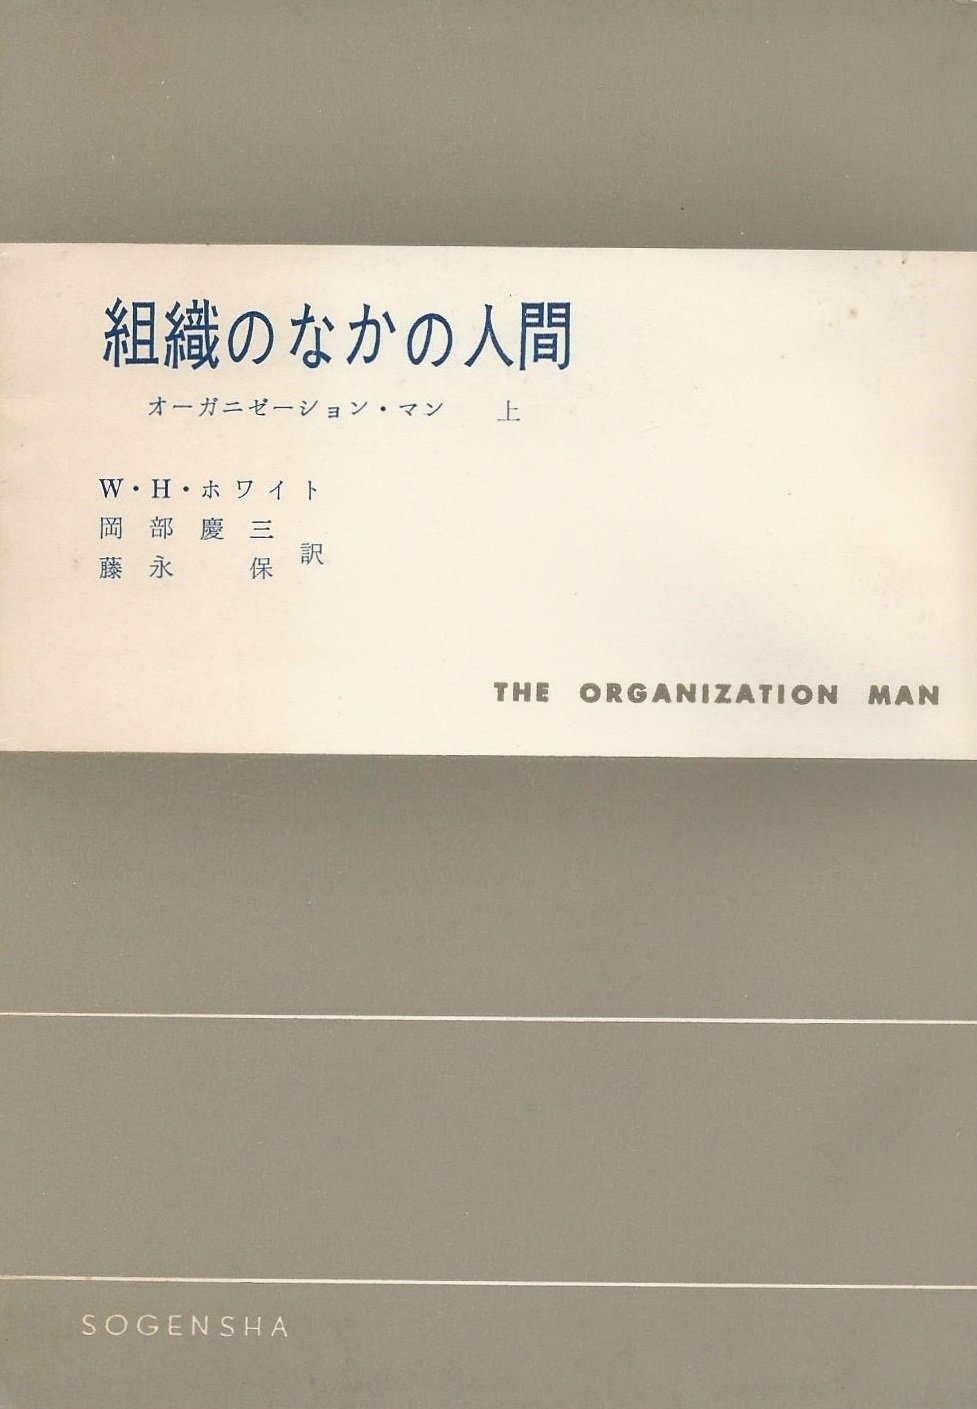 組織のなかの人間
オーガニゼーション・マン 上
W・H・ホワイト
岡部慶三
藤永 保 訳
THE ORGANIZATION MAN
SOGENSHA